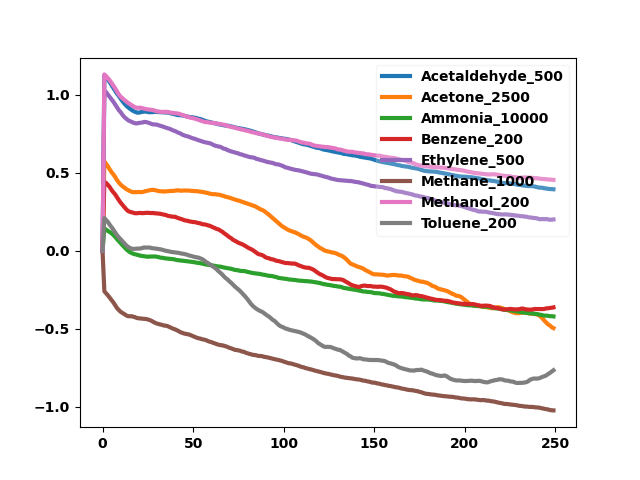 Acetaldehyde_500
Acetone_2500
Ammonia_10000
Benzene_200
Ethylene_500
Methane_1000
Methanol_200
Toluene_200
1.0
0.5
0.0
−0.5
−1.0
0 50 100 150 200 250